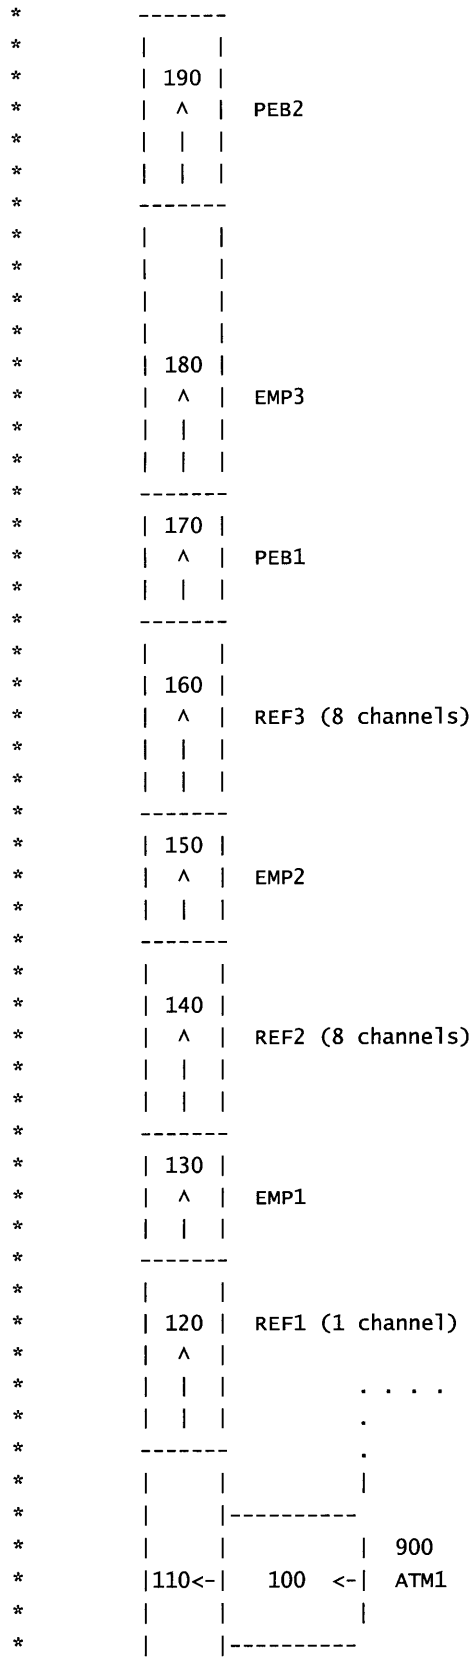 *               -------
*               |     |
*               | 190 |
*               |  ^  |  PEB2
*               |  |  |
*               |  |  |
*               -------
*               |     |
*               |     |
*               |     |
*               |     |
*               | 180 |
*               |  ^  |  EMP3
*               |  |  |
*               |  |  |
*               -------
*               | 170 |
*               |  ^  |  PEB1
*               |  |  |
*               -------
*               |     |
*               | 160 |
*               |  ^  |  REF3 (8 channels)
*               |  |  |
*               |  |  |
*               -------
*               | 150 |
*               |  ^  |  EMP2
*               |  |  |
*               -------
*               |     |
*               | 140 |
*               |  ^  |  REF2 (8 channels)
*               |  |  |
*               |  |  |
*               -------
*               | 130 |
*               |  ^  |  EMP1
*               |  |  |
*               -------
*               |     |
*               | 120 |  REF1 (1 channel)
*               |  ^  |
*               |  |  |          . . . .
*               |  |  |          .
*               -------          .
*               |     |          |
*               |     |----------
*               |     |          |  900
*               |110<-|   100  <-|  ATM1
*               |     |          |
*               |     |----------